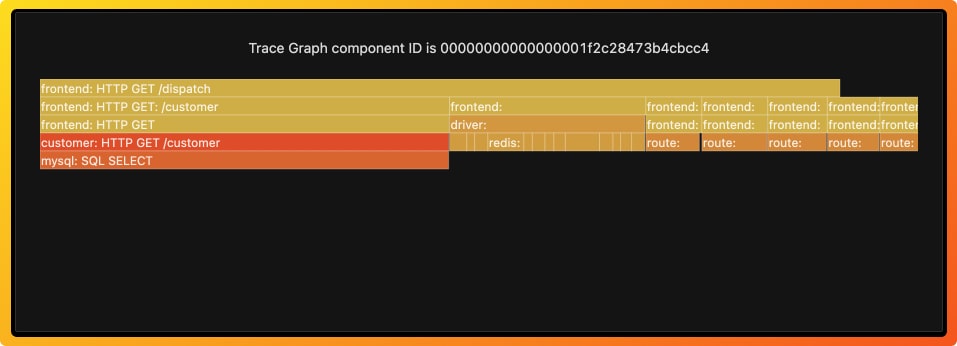 Trace Graph component ID is 00000000000000001f2c28473b4cbcc4
frontend: HTTP GET /dispatch
frontend: HTTP GET: /customer frontend: frontend: frontend: frontend: frontend: fronter
frontend: HTTP GET driver: frontend: frontend: frontend: frontend: fronter
customer: HTTP GET /customer redis: route: route: route: route: route:
mysql: SQL SELECT